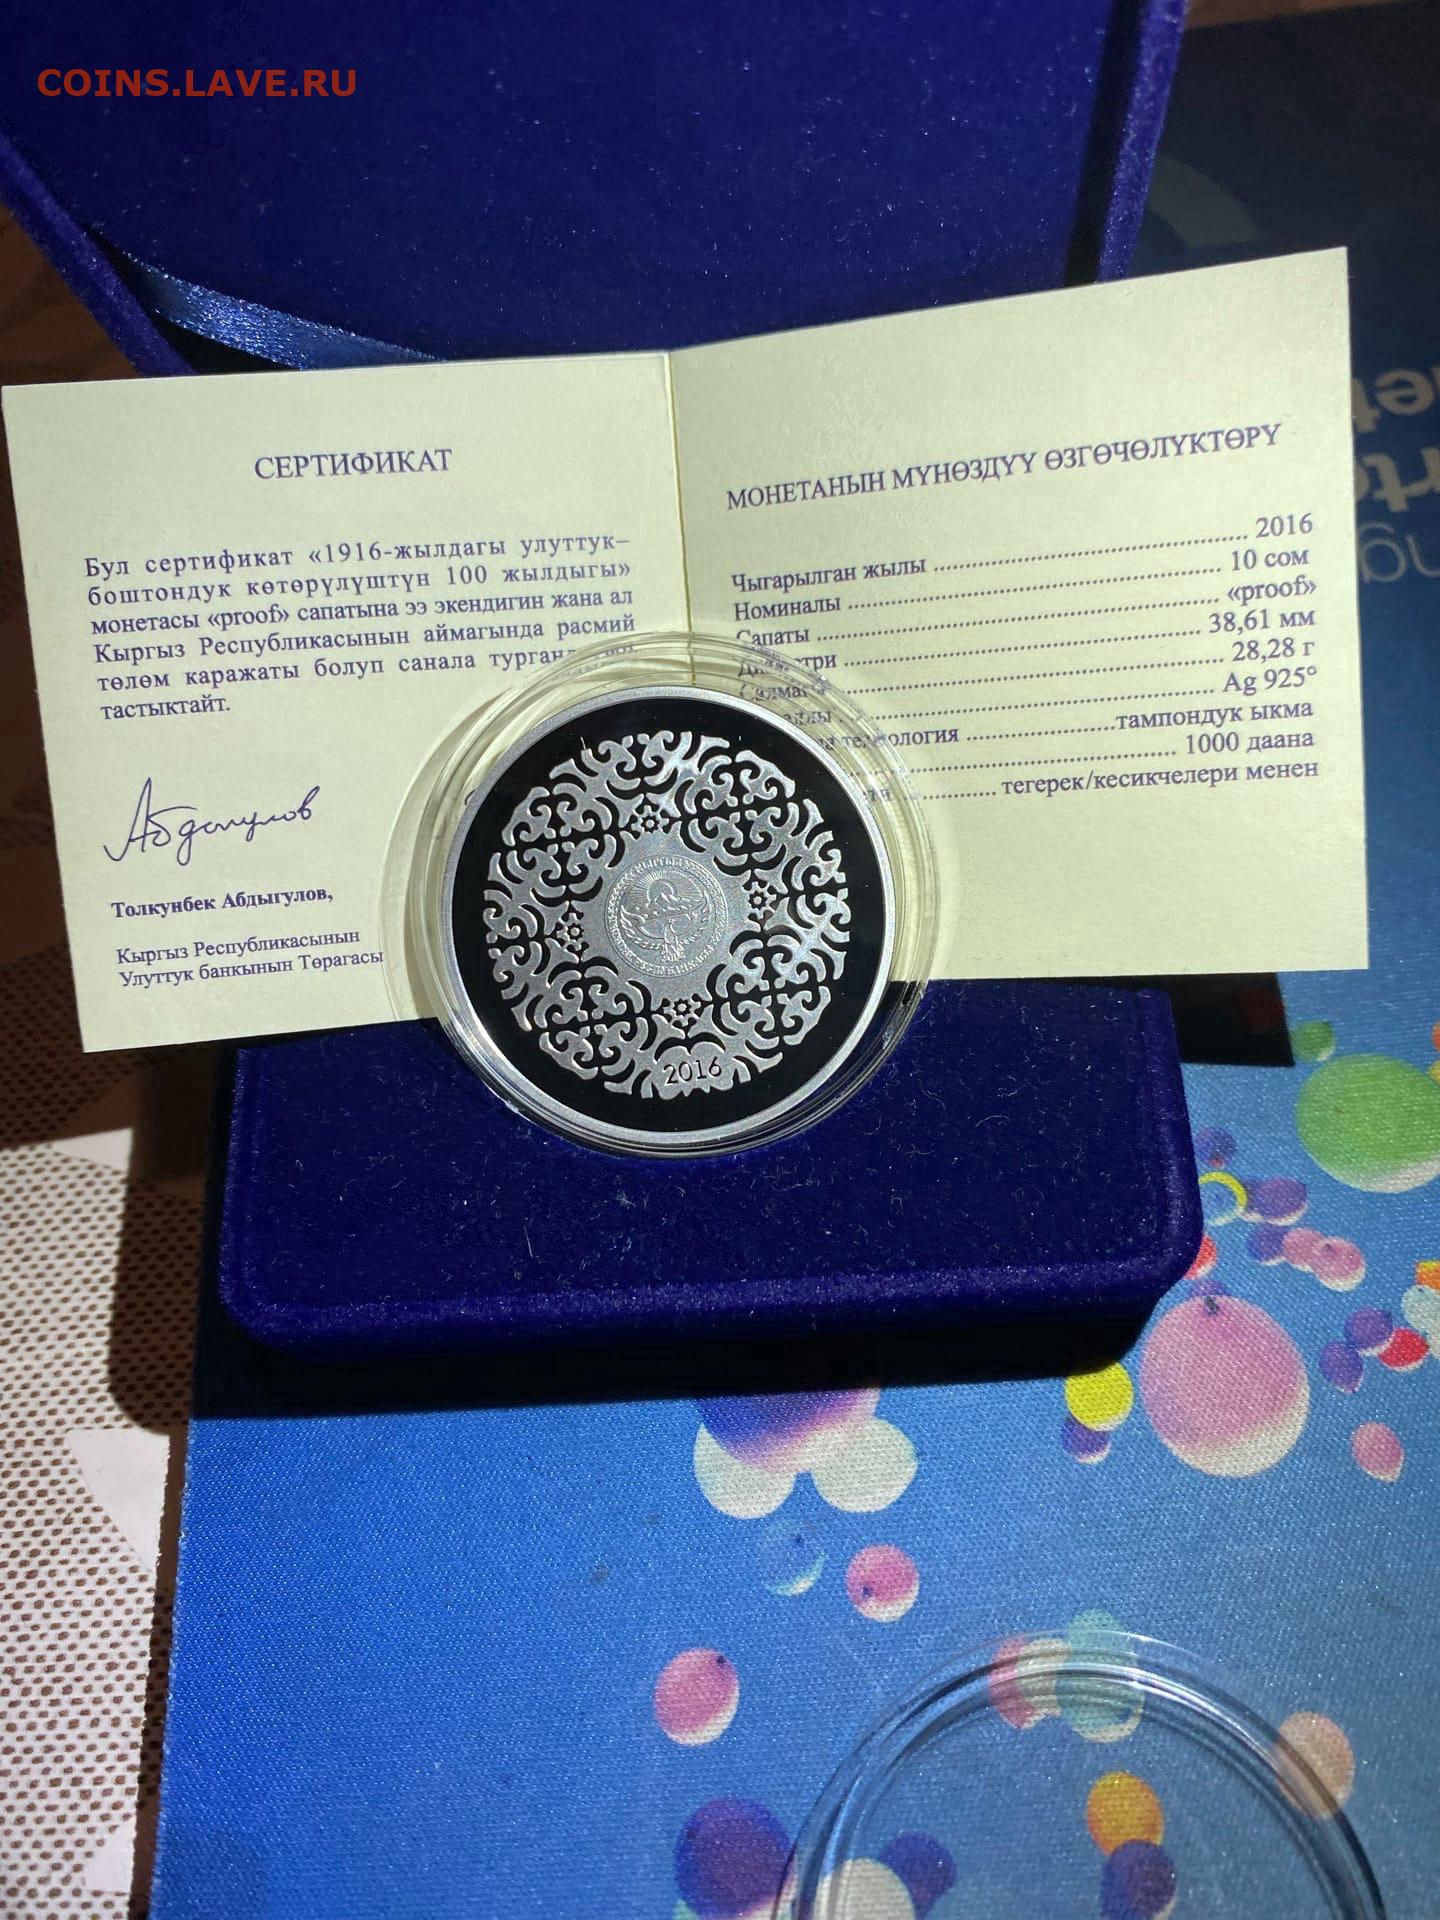 COINS.LAVE.RU
СЕРТИФИКАТ
Бул сертификат «1916-жылдагы улуттук–
боштондук көтөрүлүштүн 100 жылдыгы»
монетасы «proof» сапатына ээ экендигин жана ал
Кыргыз Республикасынын аймагында расмий
төлөм каражаты болуп санала
тастыктайт.
Абдыгулов
Толкунбек Абдыгулов,
Кыргыз Республикасынын
Улуттук банкынын Төрагасы
МОНЕТАНЫН МҮНӨЗДҮҮ ӨЗГӨЧӨЛҮКТӨРҮ
Чыгарылган жылы ... 2016
Номиналы ... 10 сом
Сапаты ... «proof»
... 38,61 мм
... 28,28 г
... Ag 925°
... тампондук ыкма
... 1000 даана
... тегерек/кесикчелери менен
2016